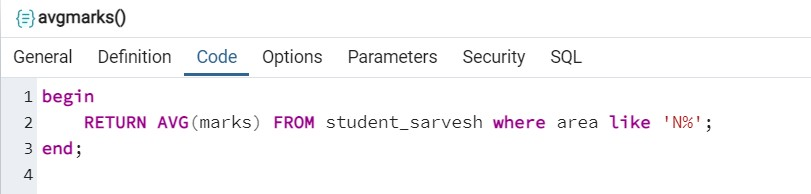 avgmarks()
General Definition Code Options Parameters Security SQL
1 begin
2 RETURN AVG(marks) FROM student_sarvesh where area like 'N%';
3 end;
4